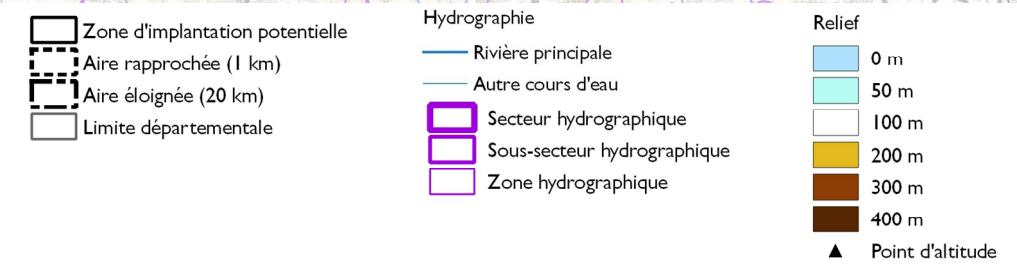 Zone d'implantation potentielle
Aire rapprochée (1 km)
Aire éloignée (20 km)
Limite départementale
Hydrographie
Rivière principale
Autre cours d'eau
Secteur hydrographique
Sous-secteur hydrographique
Zone hydrographique
Relief
0 m
50 m
100 m
200 m
300 m
400 m
Point d'altitude